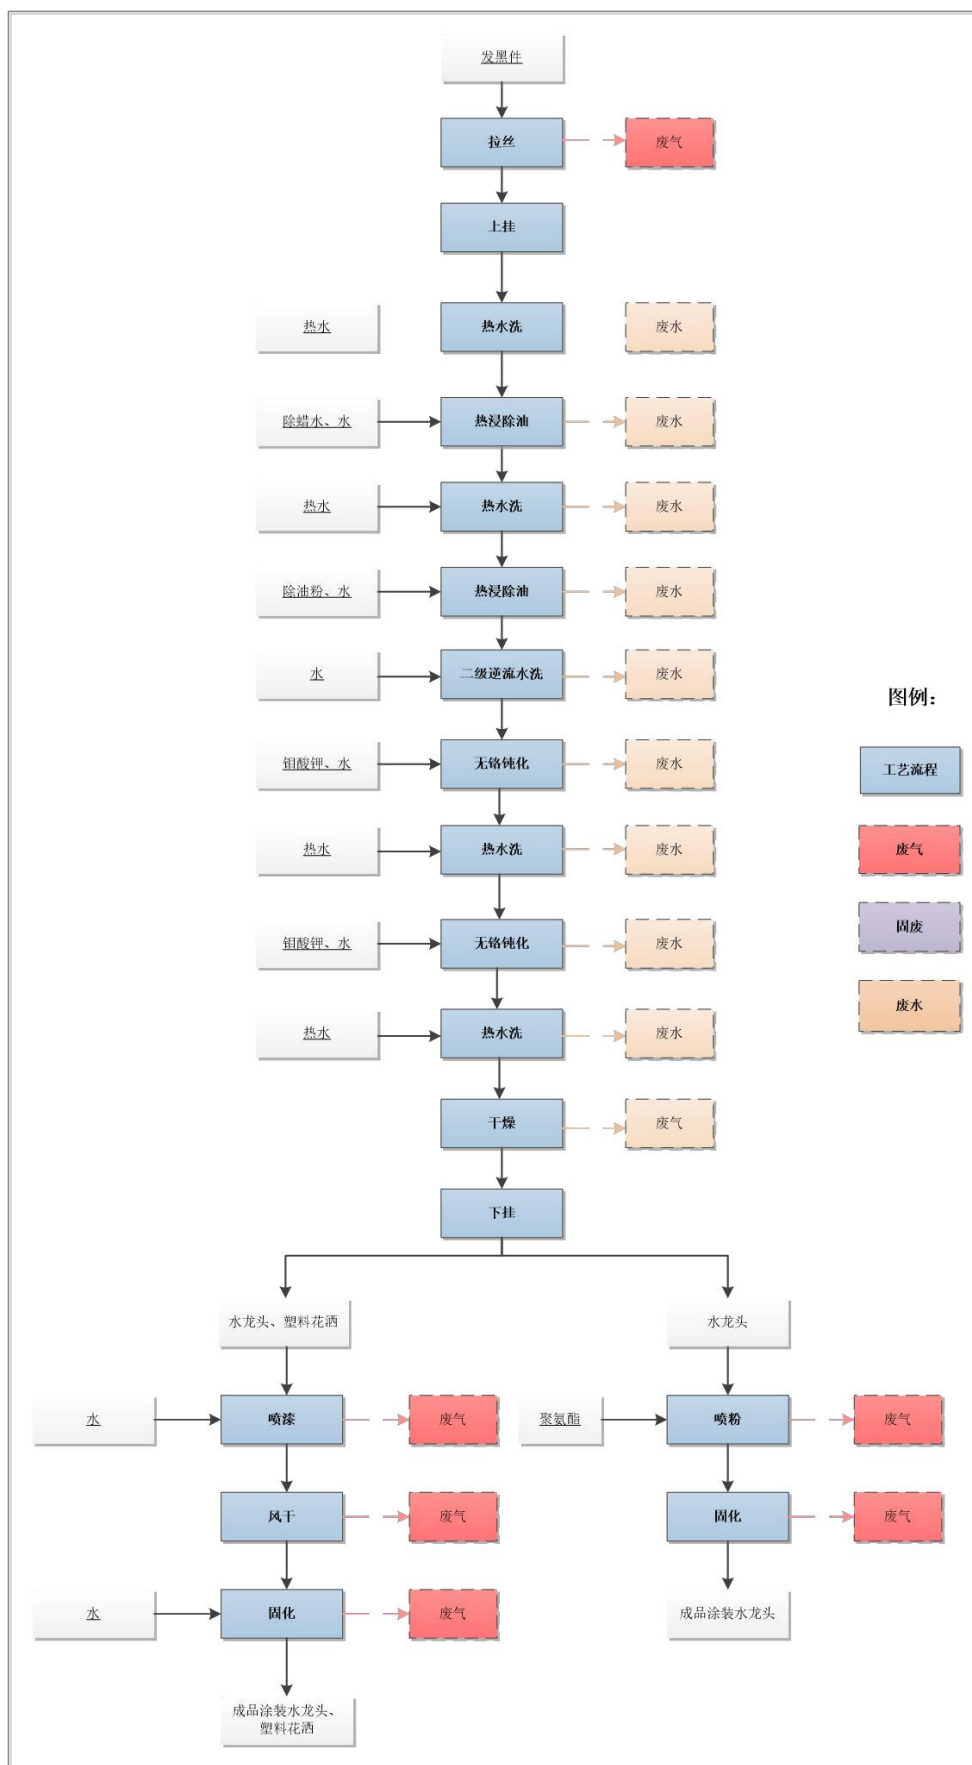 发黑件
拉丝
废气
上挂
热水
热水洗
废水
除蜡水、水
热浸除油
废水
热水
热水洗
废水
除油粉、水
热浸除油
废水
水
二级逆流水洗
废水
图例：
钼酸钾、水
无铬钝化
废水
工艺流程
热水
热水洗
废水
废气
钼酸钾、水
无铬钝化
废水
固废
热水
热水洗
废水
废水
干燥
废气
下挂
水龙头、塑料花洒
水龙头
水
喷漆
废气
聚氨酯
喷粉
废气
风干
废气
固化
废气
水
固化
废气
成品涂装水龙头
成品涂装水龙头、
塑料花洒